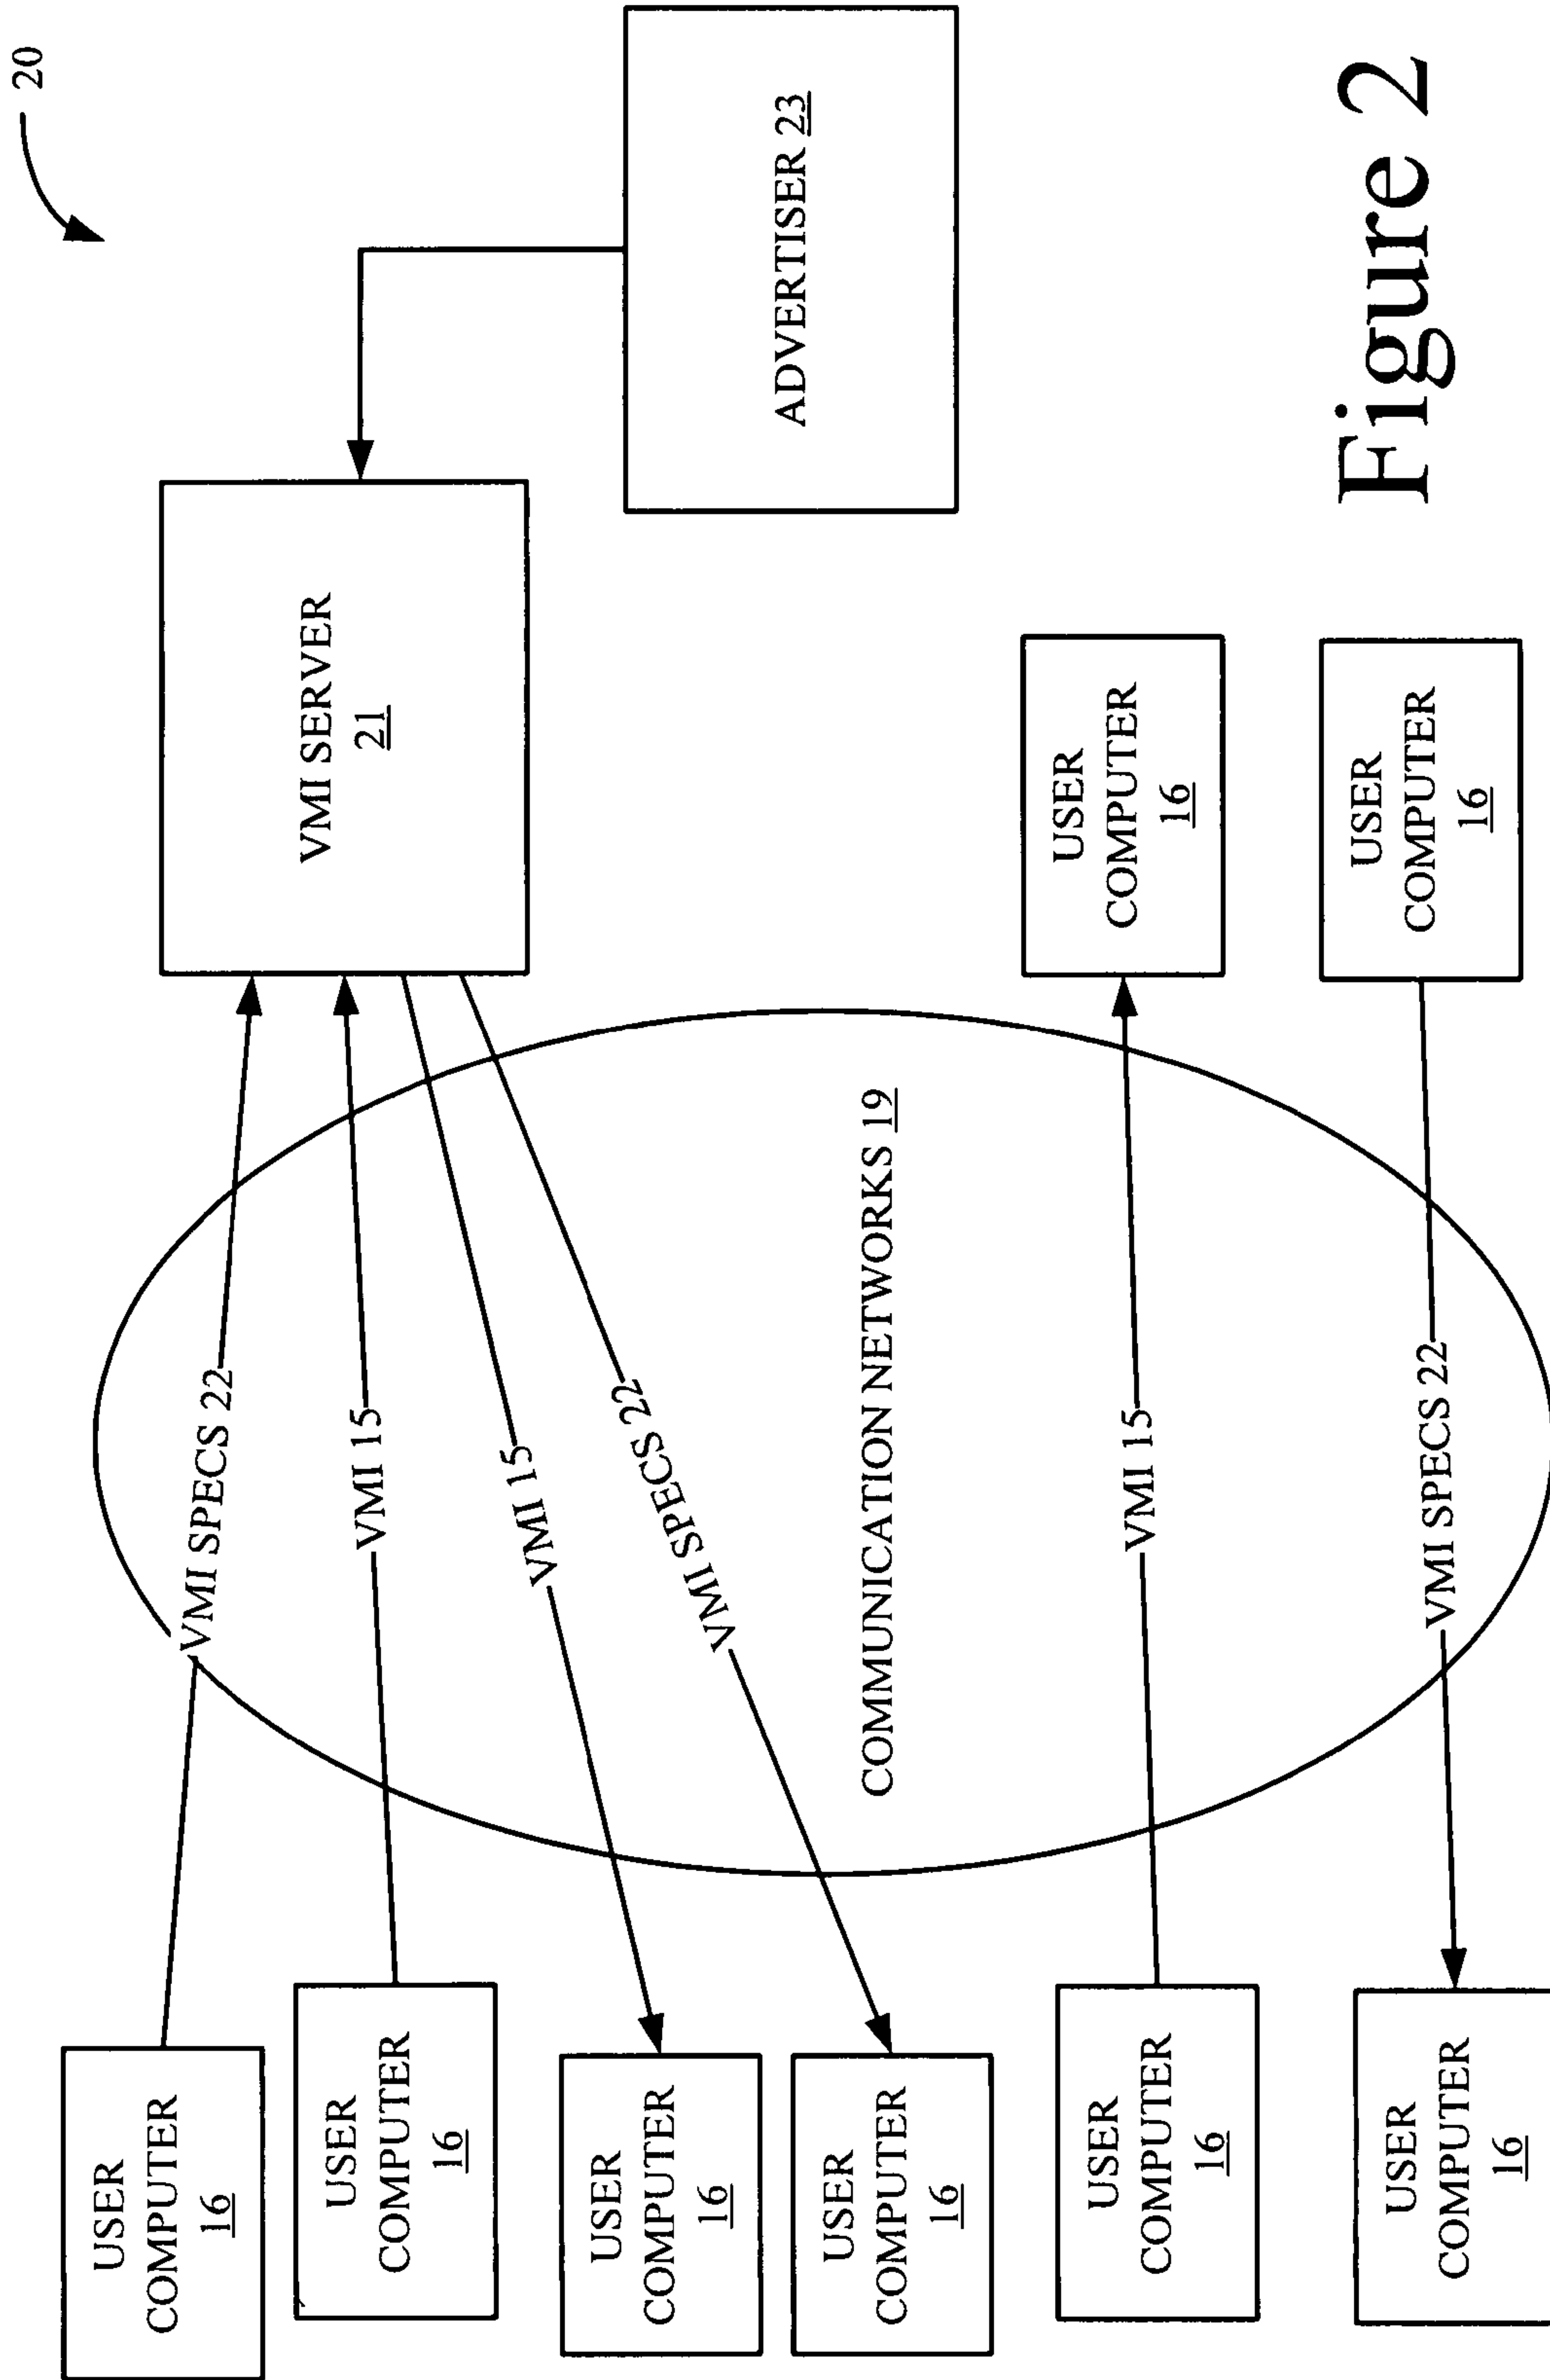 20
USER
COMPUTER
16
VMI SPECS 22
VMI SERVER
21
USER
COMPUTER
16
VMI 15
USER
COMPUTER
16
VMI 15
ADVERTISER 23
USER
COMPUTER
16
VMI SPECS 22
COMMUNICATION NETWORKS 19
USER
COMPUTER
16
VMI 15
USER
COMPUTER
16
USER
COMPUTER
16
VMI SPECS 22
USER
COMPUTER
16
Figure 2